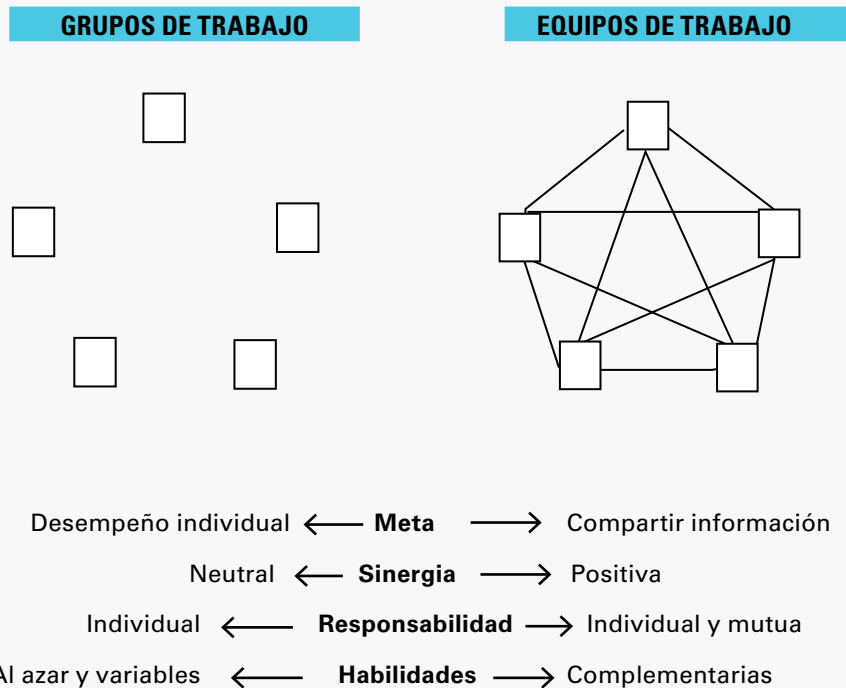 GRUPOS DE TRABAJO EQUIPOS DE TRABAJO
Desempeño individual Meta Compartir información
Neutral Sinergia Positiva
Individual Responsabilidad Individual y mutua
Al azar y variables Habilidades Complementarias